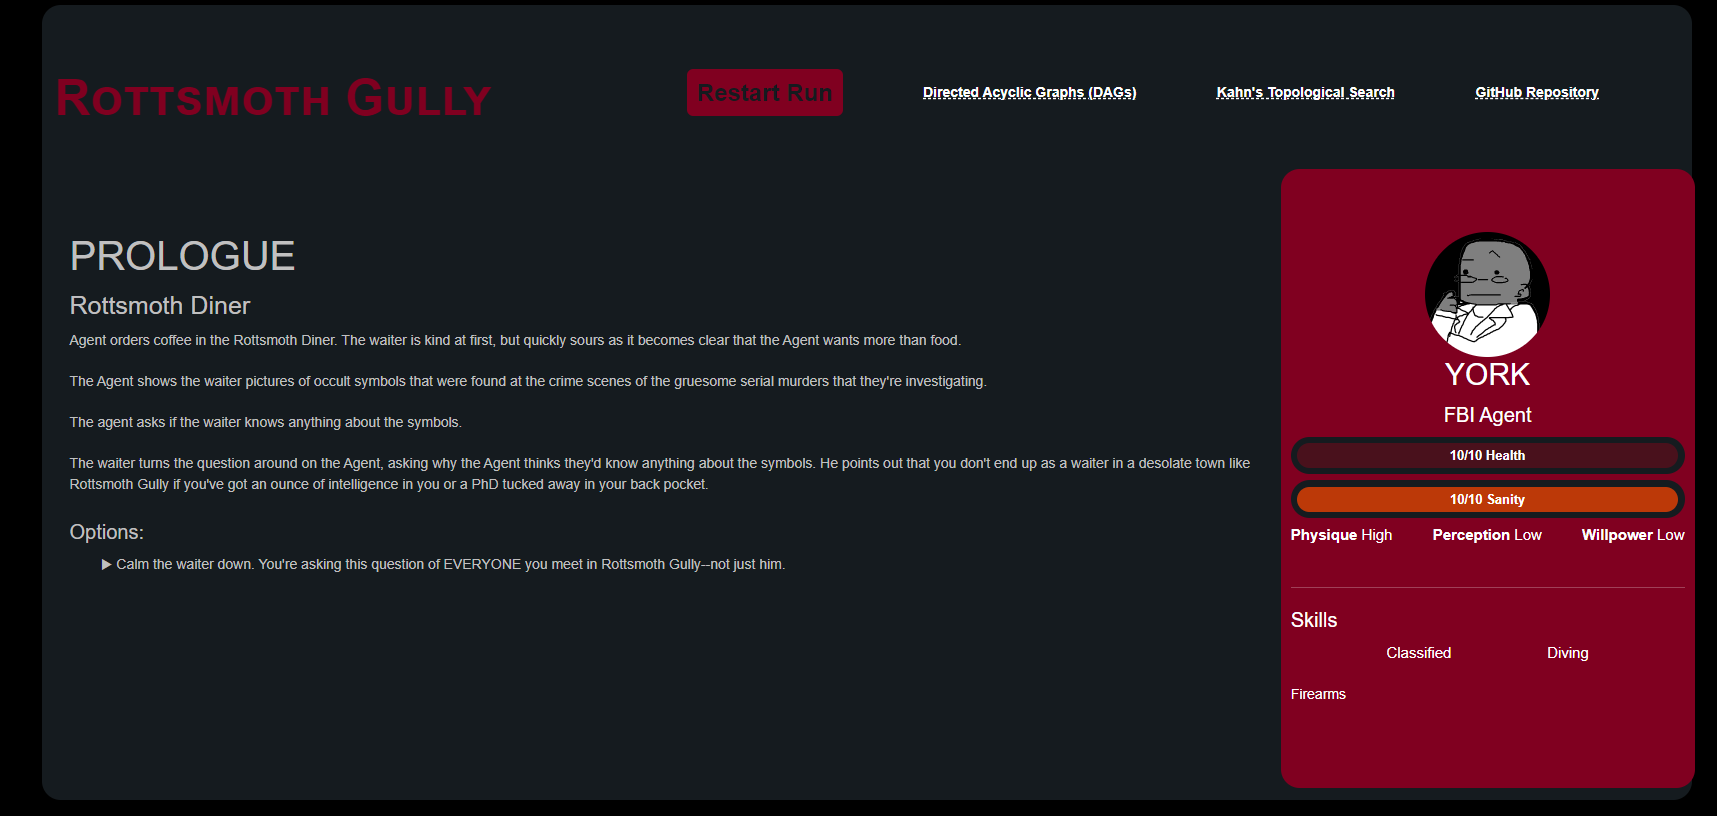 Rottsmoth Gully
Restart Run
Directed Acyclic Graphs (DAGs)
Kahn's Topological Search
GitHub Repository
PROLOGUE
Rottsmoth Diner
Agent orders coffee in the Rottsmoth Diner. The waiter is kind at first, but quickly sours as it becomes clear that the Agent wants more than food.
The Agent shows the waiter pictures of occult symbols that were found at the crime scenes of the gruesome serial murders that they're investigating.
The agent asks if the waiter knows anything about the symbols.
The waiter turns the question around on the Agent, asking why the Agent thinks they'd know anything about the symbols. He points out that you don't end up as a waiter in a desolate town like
Rottsmoth Gully if you've got an ounce of intelligence in you or a PhD tucked away in your back pocket.
Options:
▶ Calm the waiter down. You're asking this question of EVERYONE you meet in Rottsmoth Gully--not just him.
YORK
FBI Agent
10/10 Health
10/10 Sanity
Physique High
Perception Low
Willpower Low
Skills
Classified
Diving
Firearms